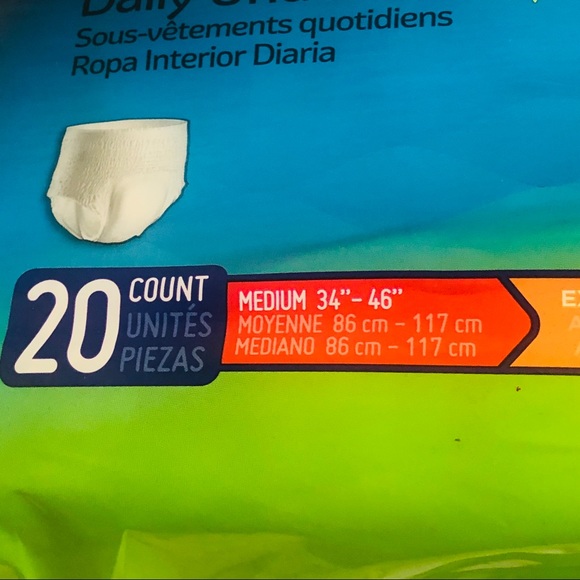 Daily
Sous-vêtements quotidiens
Ropa Interior Diaria
20 COUNT
UNITÉS
PIEZAS
MEDIUM 34”- 46”
MOYENNE 86 cm – 117 cm
MEDIANO 86 cm – 117 cm